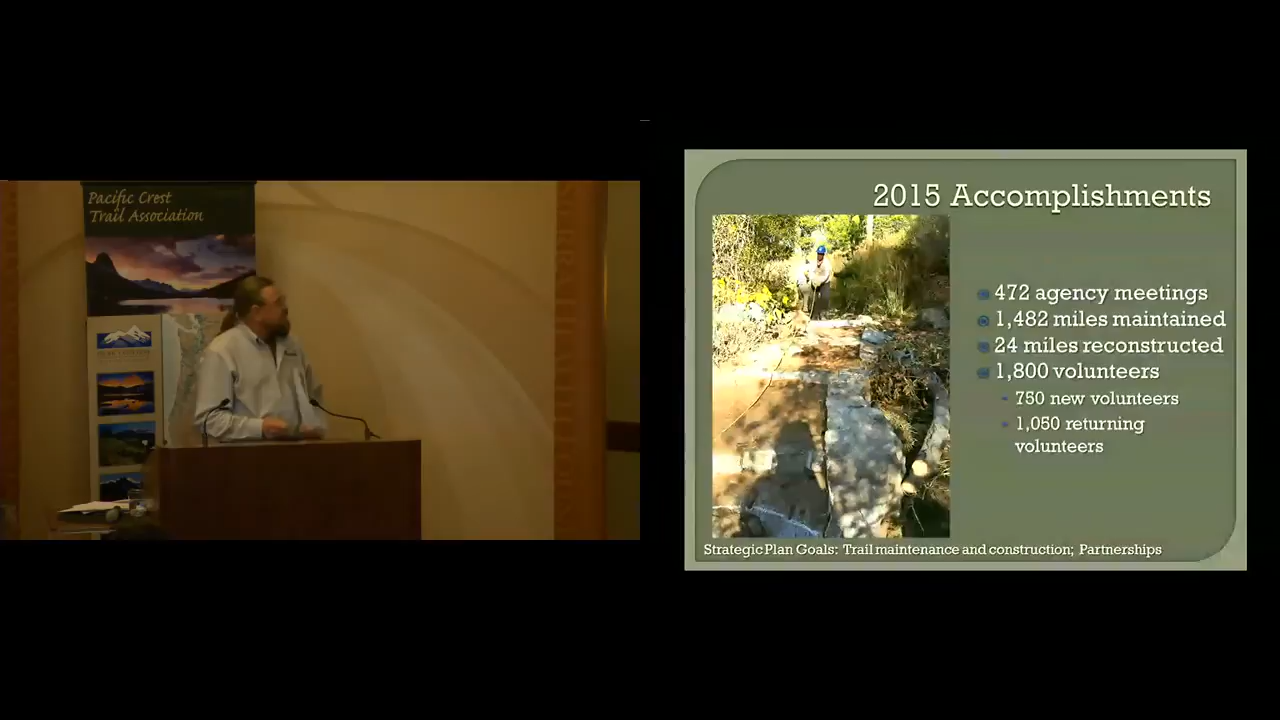 Pacific Crest
Trail Association
2015 Accomplishments
472 agency meetings
1,482 miles maintained
24 miles reconstructed
1,800 volunteers
750 new volunteers
1,050 returning
volunteers
Strategic Plan Goals: Trail maintenance and construction; Partnerships